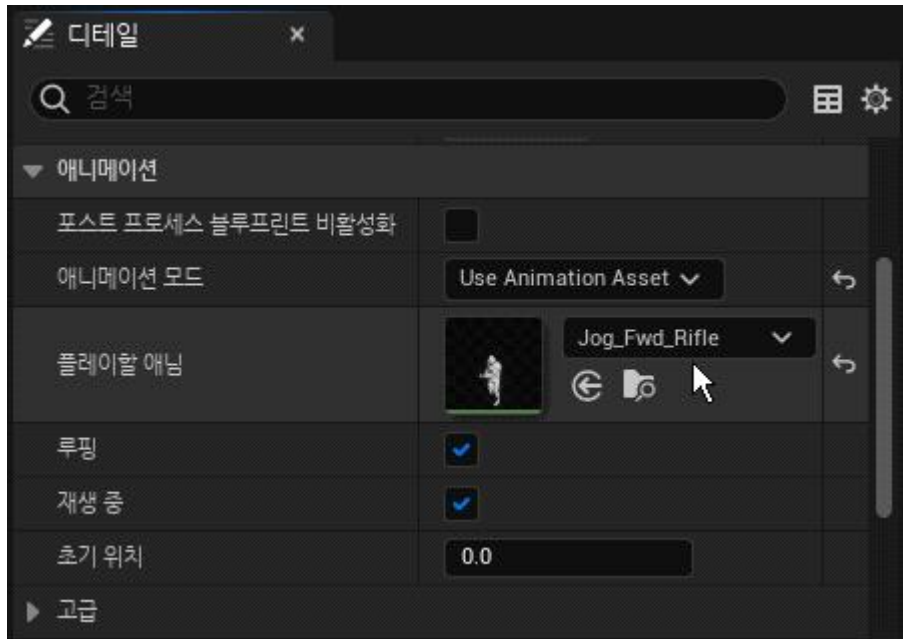 디테일
검색
애니메이션
포스트 프로세스 블루프린트 비활성화
애니메이션 모드 Use Animation Asset
플레이할 애님 Jog_Fwd_Rifle
루핑
재생 중
초기 위치 0.0
고급